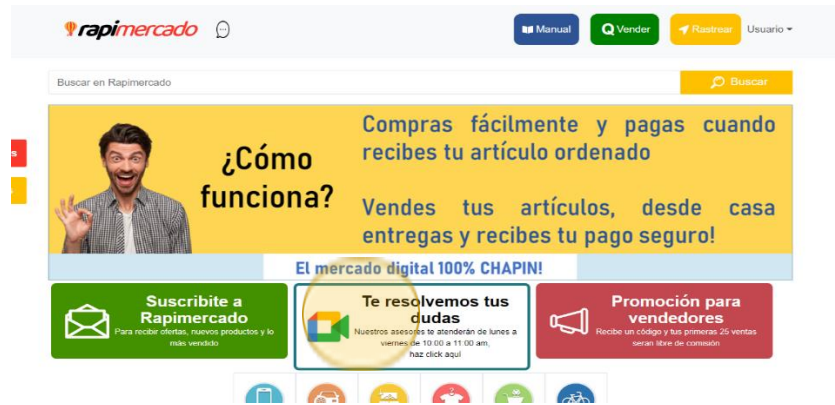 rapimercado
Manual
Vender
Rastrear
Usuario
Buscar en Rapimercado
Buscar
¿Cómo
funciona?
Compras fácilmente y pagas cuando
recibes tu artículo ordenado
Vendes tus artículos, desde casa
entregas y recibes tu pago seguro!
El mercado digital 100% CHAPIN!
Suscribite a
Rapimercado
Para recibir ofertas, nuevos productos y lo
más vendido
Te resolvemos tus
dudas
Nuestros asesores te atenderán de lunes a
viernes de 10:00 a 11:00 am,
haz click aquí
Promoción para
vendedores
Recibe un código y tus primeras 25 ventas
seran libre de comisión